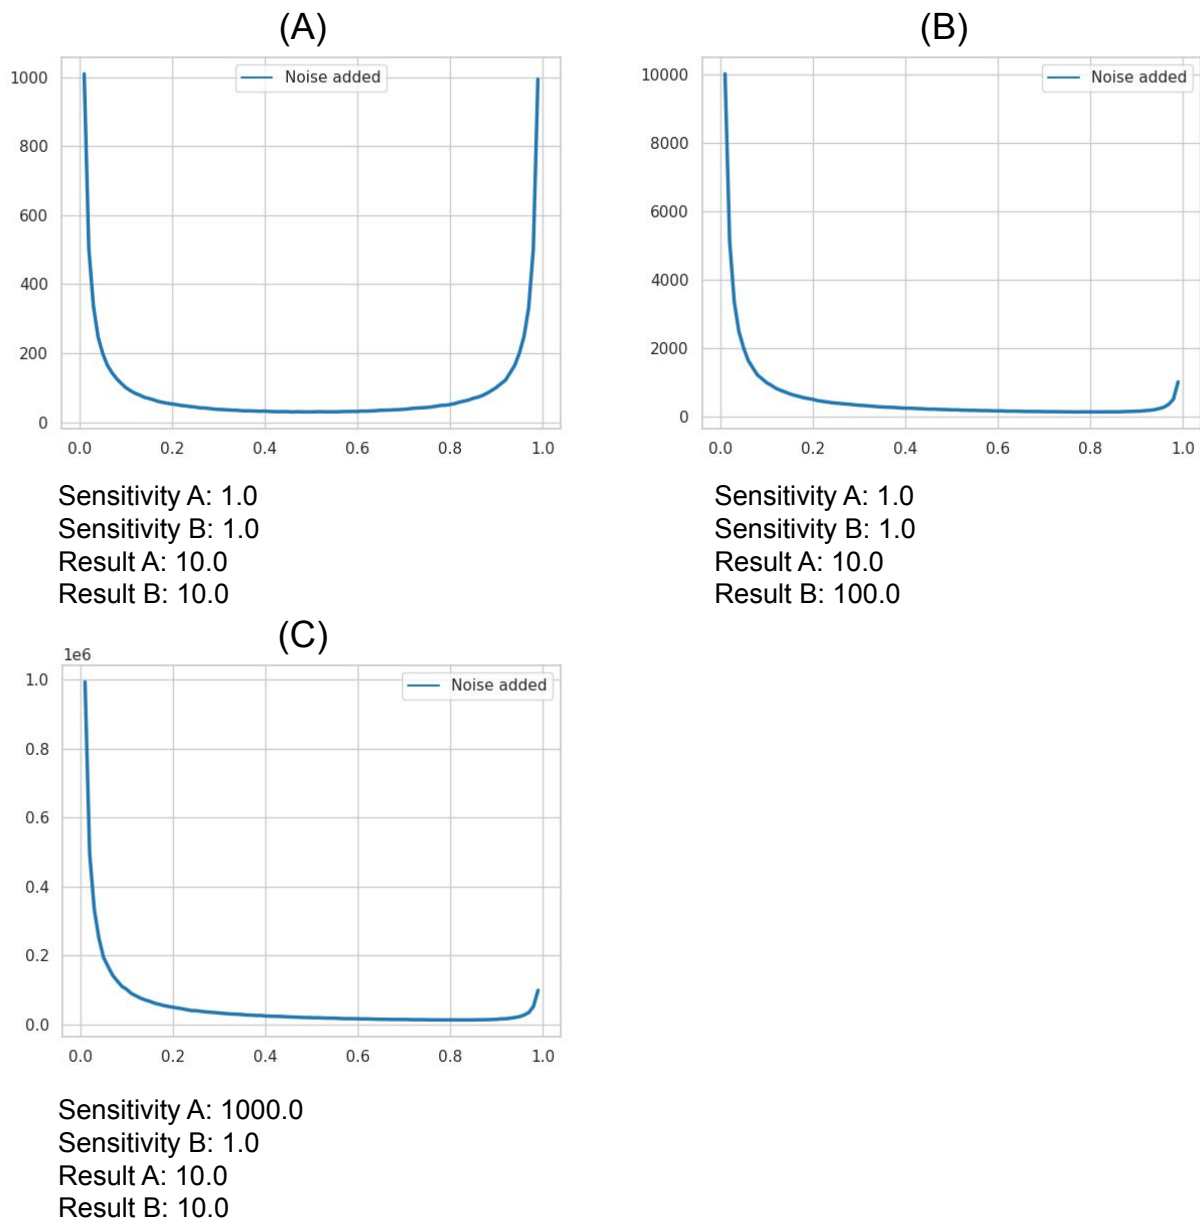 (A)
1000
800
600
400
200
0
Noise added
0.0 0.2 0.4 0.6 0.8 1.0
Sensitivity A: 1.0
Sensitivity B: 1.0
Result A: 10.0
Result B: 10.0
(B)
10000
8000
6000
4000
2000
0
Noise added
0.0 0.2 0.4 0.6 0.8 1.0
Sensitivity A: 1.0
Sensitivity B: 1.0
Result A: 10.0
Result B: 100.0
(C)
1e6
1.0
0.8
0.6
0.4
0.2
0.0
Noise added
0.0 0.2 0.4 0.6 0.8 1.0
Sensitivity A: 1000.0
Sensitivity B: 1.0
Result A: 10.0
Result B: 10.0